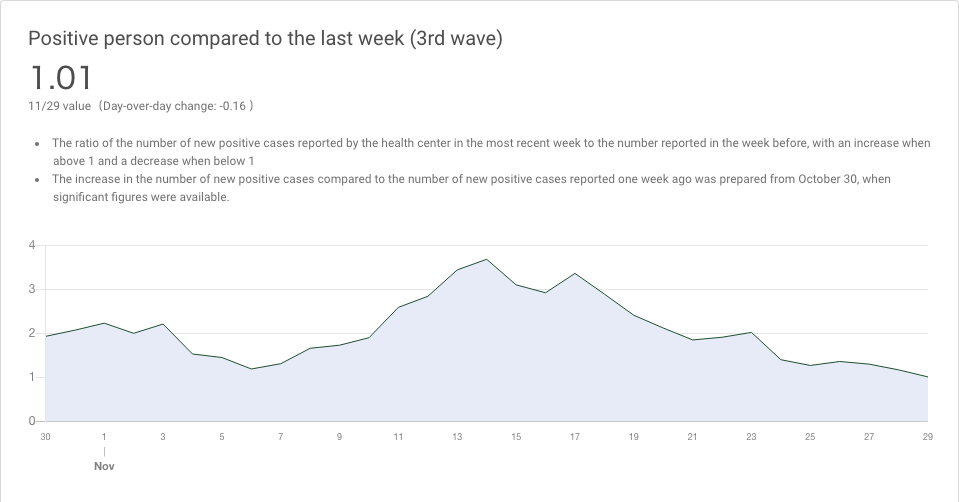 Positive person compared to the last week (3rd wave)
1.01
11/29 value （Day-over-day change: -0.16 ）
• The ratio of the number of new positive cases reported by the health center in the most recent week to the number reported in the week before, with an increase when
above 1 and a decrease when below 1
• The increase in the number of new positive cases compared to the number of new positive cases reported one week ago was prepared from October 30, when
significant figures were available.
4
3
2
1
0
30 1 3 5 7 9 11 13 15 17 19 21 23 25 27 29
Nov